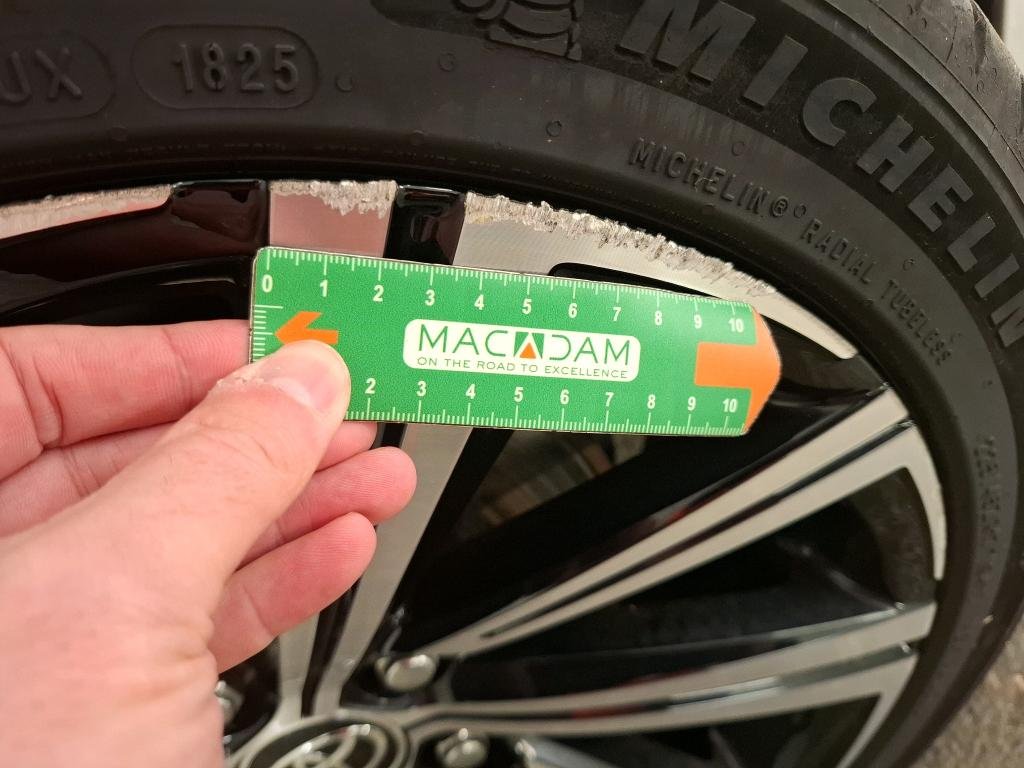 UX 1825
MICHELIN
MICHELIN® RADIAL TUBELESS
0 1 2 3 4 5 6 7 8 9 10
MACADAM
ON THE ROAD TO EXCELLENCE
2 3 4 5 6 7 8 9 10